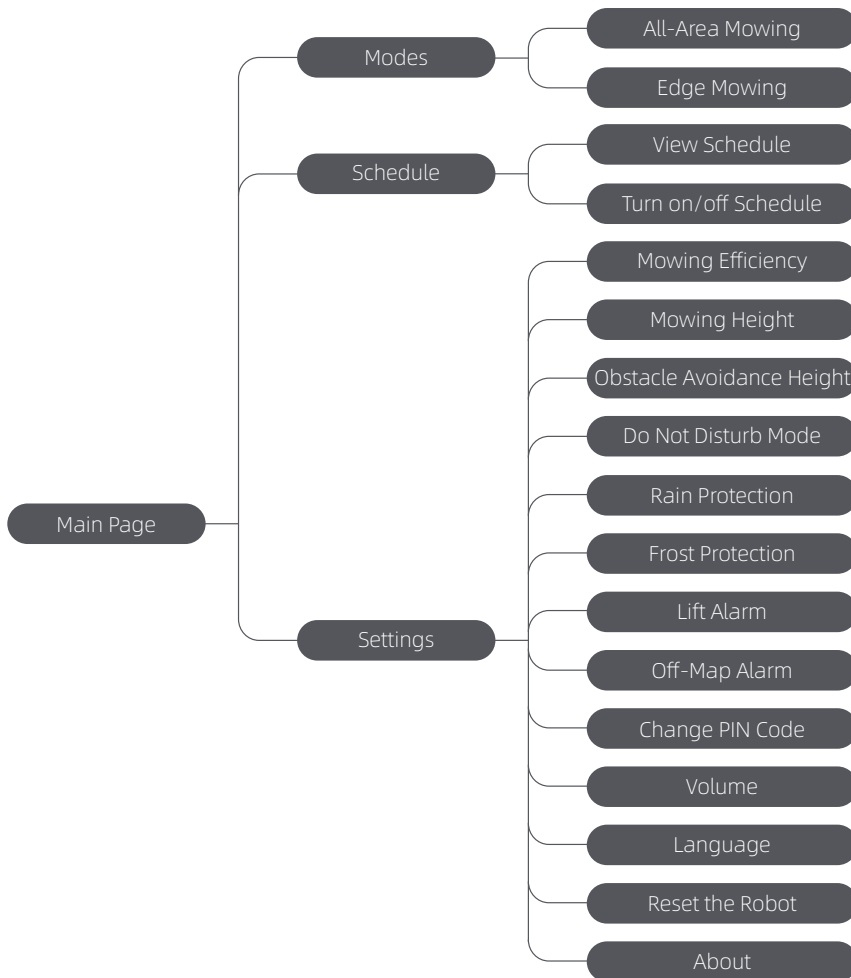 Main Page
Modes
All-Area Mowing
Edge Mowing
Schedule
View Schedule
Turn on/off Schedule
Settings
Mowing Efficiency
Mowing Height
Obstacle Avoidance Height
Do Not Disturb Mode
Rain Protection
Frost Protection
Lift Alarm
Off-Map Alarm
Change PIN Code
Volume
Language
Reset the Robot
About